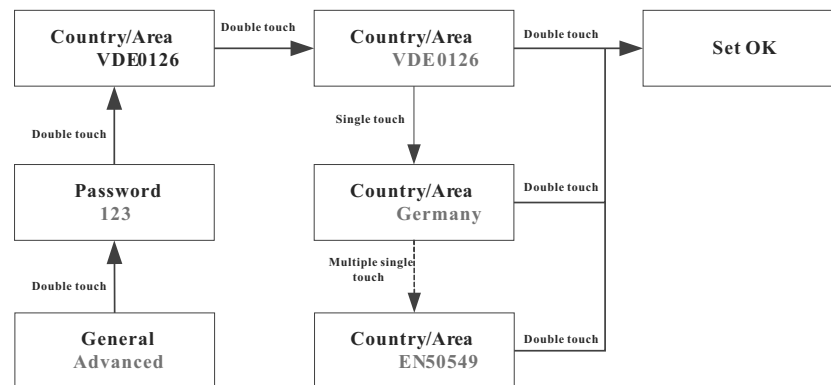 Country/Area
VDE0126
Double touch
Country/Area
VDE0126
Double touch
Set OK
Double touch
Single touch
Password
123
Country/Area
Germany
Double touch
Double touch
Multiple single
touch
General
Advanced
Country/Area
EN50549
Double touch